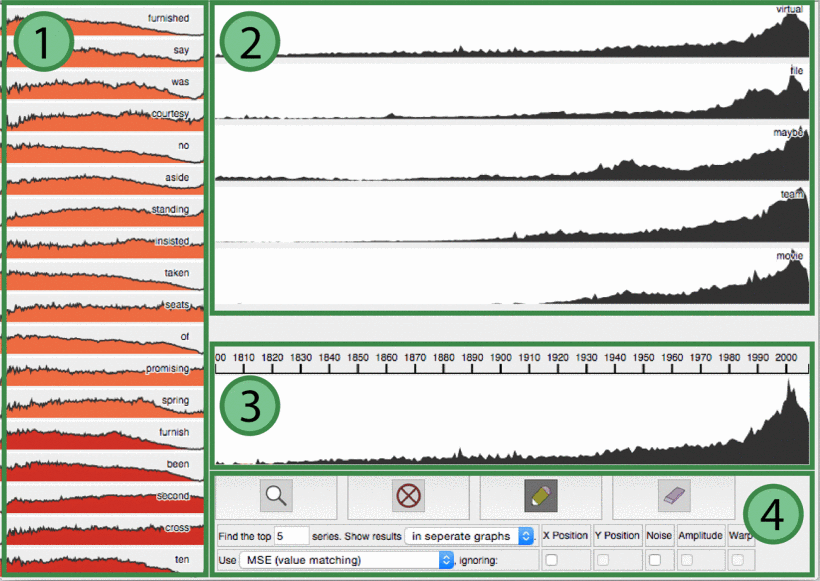 furnished
1
say
was
courtesy
no
aside
standing
insisted
taken
seats
of
promising
spring
furnish
been
second
cross
ten
2
virtual
file
maybe
team
movie
00 1810 1820 1830 1840 1850 1860 1870 1880 1890 1900 1910 1920 1930 1940 1950 1960 1970 1980 1990 2000
3
4
Find the top 5 series. Show results in seperate graphs . X Position Y Position Noise Amplitude Warp
Use MSE (value matching) , ignoring: